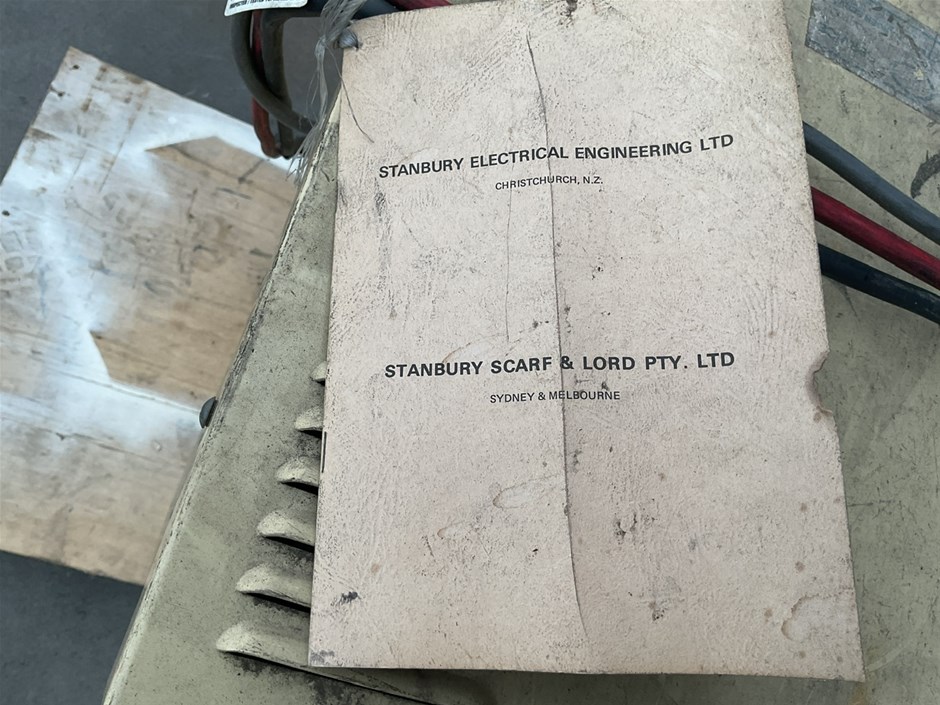 STANBURY ELECTRICAL ENGINEERING LTD
CHRISTCHURCH, N.Z.
STANBURY SCARF & LORD PTY. LTD
SYDNEY & MELBOURNE